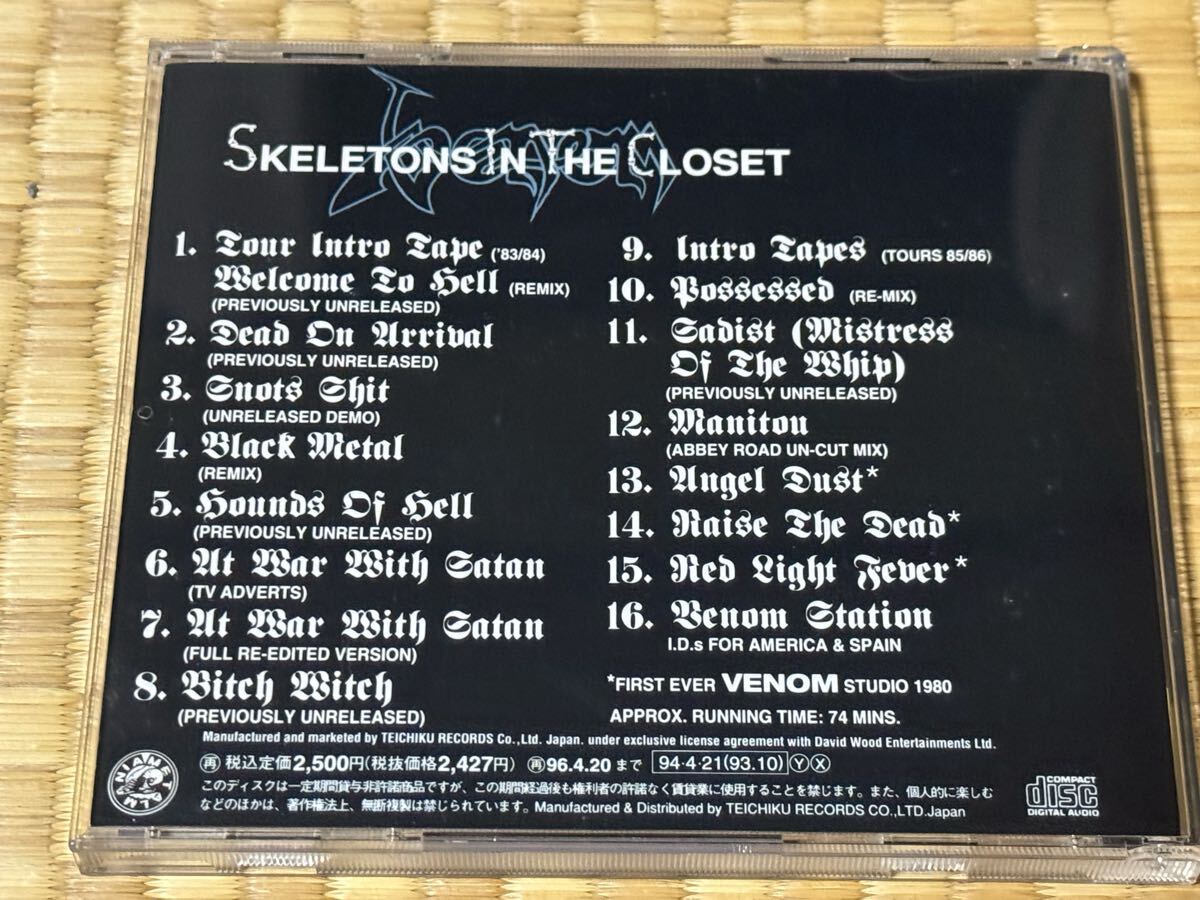 Venom
SKELETONS IN THE CLOSET
1. Tour Intro Tape ('83/84)
Welcome To Hell (REMIX)
(PREVIOUSLY UNRELEASED)
2. Dead On Arrival
(PREVIOUSLY UNRELEASED)
3. Snots Shit
(UNRELEASED DEMO)
4. Black Metal
(REMIX)
5. Hounds Of Hell
(PREVIOUSLY UNRELEASED)
6. At War With Satan
(TV ADVERTS)
7. At War With Satan
(FULL RE-EDITED VERSION)
8. Bitch Witch
(PREVIOUSLY UNRELEASED)
9. Intro Tapes (TOURS 85/86)
10. Possessed (RE-MIX)
11. Sadist (Mistress
Of The Whip)
(PREVIOUSLY UNRELEASED)
12. Manitou
(ABBEY ROAD UN-CUT MIX)
13. Angel Dust*
14. Raise The Dead*
15. Red Light Fever*
16. Venom Station
I.D.s FOR AMERICA & SPAIN
*FIRST EVER VENOM STUDIO 1980
APPROX. RUNNING TIME: 74 MINS.
Manufactured and marketed by TEICHIKU RECORDS Co.,Ltd. Japan. under exclusive license agreement with David Wood Entertainments Ltd.
再 税込定価2,500円(税抜価格2,427円) 再96.4.20 まで 94·4·21(93.10) Ⓨ Ⓧ
このディスクは一定期間貸与非許諾商品ですが、この期間経過後も権利者の許諾なく賃貸業に使用することを禁じます。また、個人的に楽しむ
などのほかは、著作権法上、無断複製は禁じられています。Manufactured & Distributed by TEICHIKU RECORDS CO.,LTD.Japan
COMPACT
disc
DIGITAL AUDIO